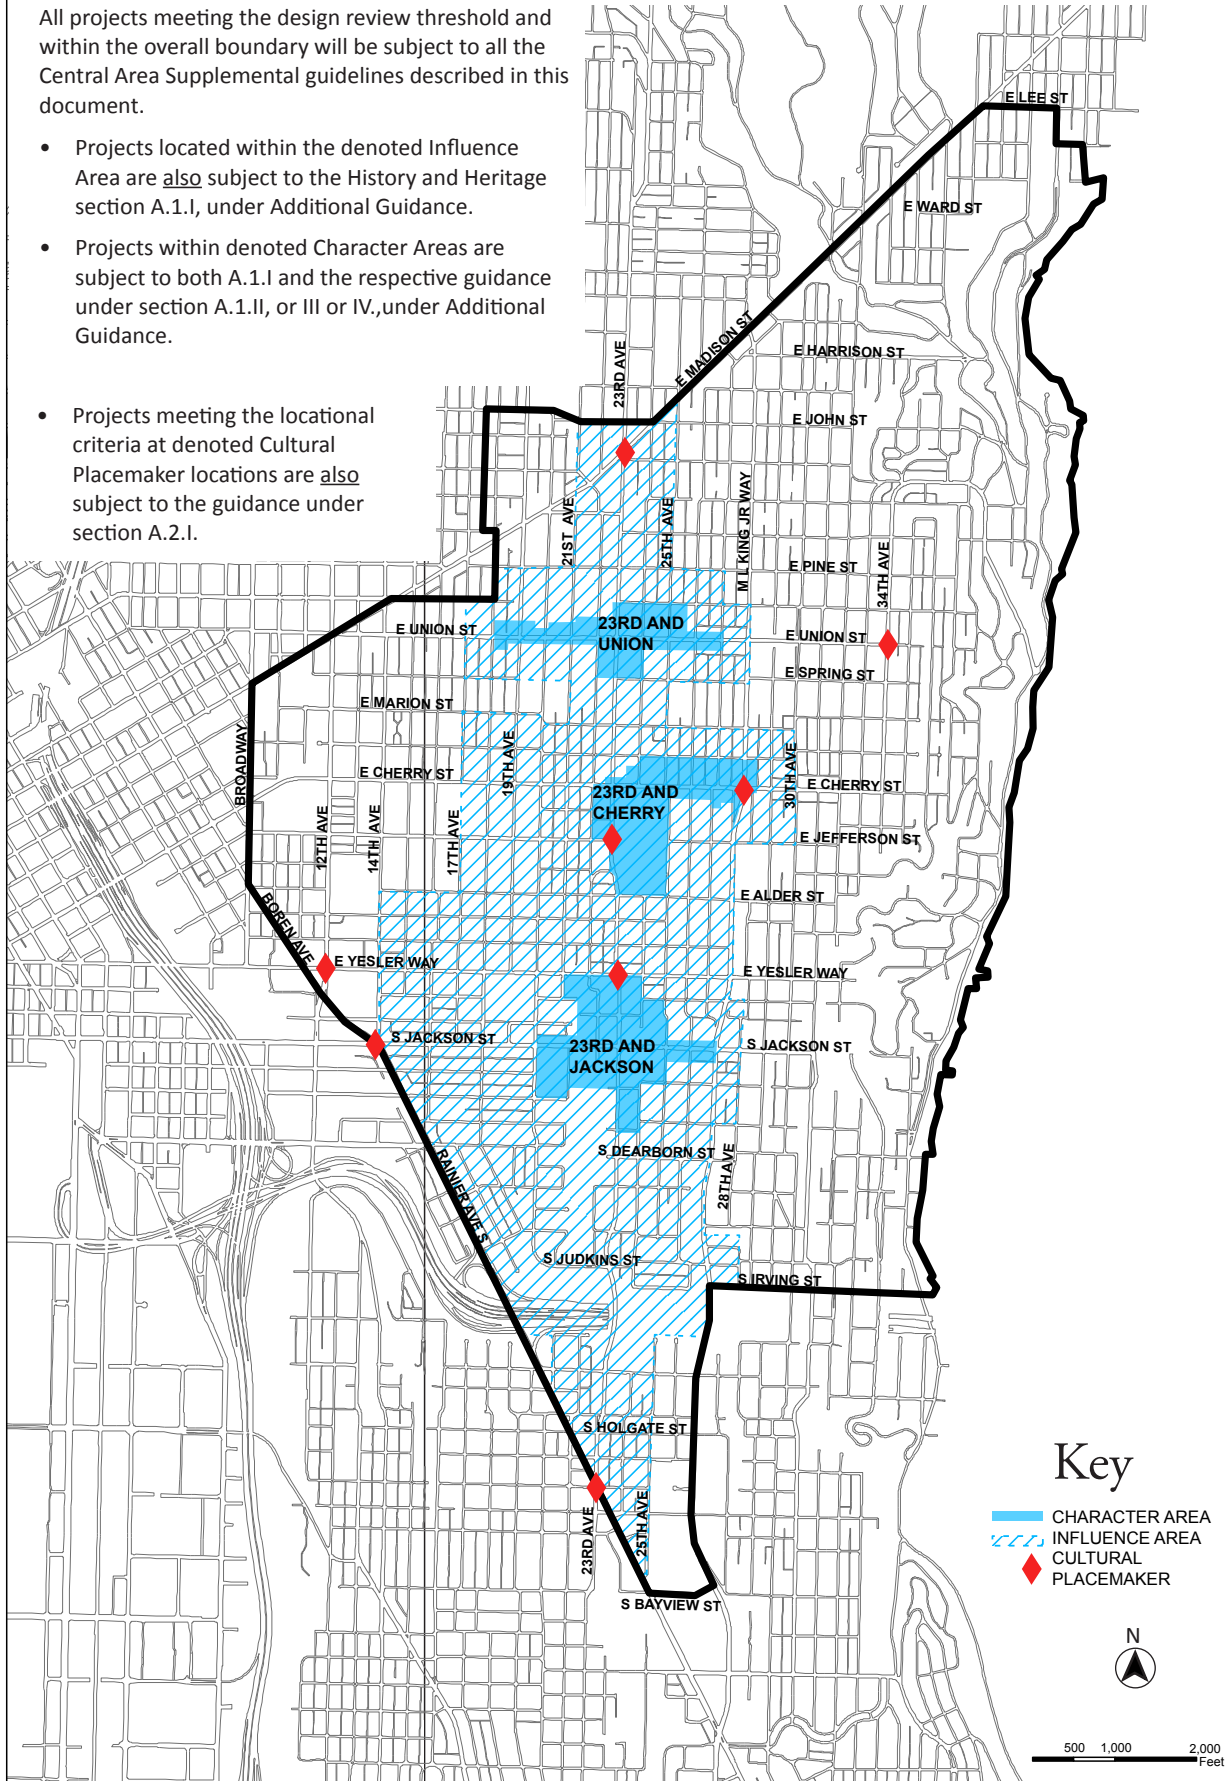 All projects meeting the design review threshold and
within the overall boundary will be subject to all the
Central Area Supplemental guidelines described in this
document.
• Projects located within the denoted Influence
Area are also subject to the History and Heritage
section A.1.I, under Additional Guidance.
• Projects within denoted Character Areas are
subject to both A.1.I and the respective guidance
under section A.1.II, or III or IV.,under Additional
Guidance.
• Projects meeting the locational
criteria at denoted Cultural
Placemaker locations are also
subject to the guidance under
section A.2.I.
E LEE ST
E WARD ST
E MADISON ST
23RD AVE
E HARRISON ST
E JOHN ST
21ST AVE
25TH AVE
M L KING JR WAY
34TH AVE
E PINE ST
E UNION ST
23RD AND
UNION
E UNION ST
E SPRING ST
E MARION ST
BROADWAY
19TH AVE
30TH AVE
E CHERRY ST
23RD AND
CHERRY
E CHERRY ST
12TH AVE
14TH AVE
17TH AVE
E JEFFERSON ST
E ALDER ST
BOREN AVE
E YESLER WAY
E YESLER WAY
S JACKSON ST
23RD AND
JACKSON
S JACKSON ST
S DEARBORN ST
28TH AVE
RAINIER AVE S
S JUDKINS ST
S IRVING ST
S HOLGATE ST
23RD AVE
25TH AVE
S BAYVIEW ST
Key
CHARACTER AREA
INFLUENCE AREA
CULTURAL
PLACEMAKER
N
500 1,000 2,000
Feet